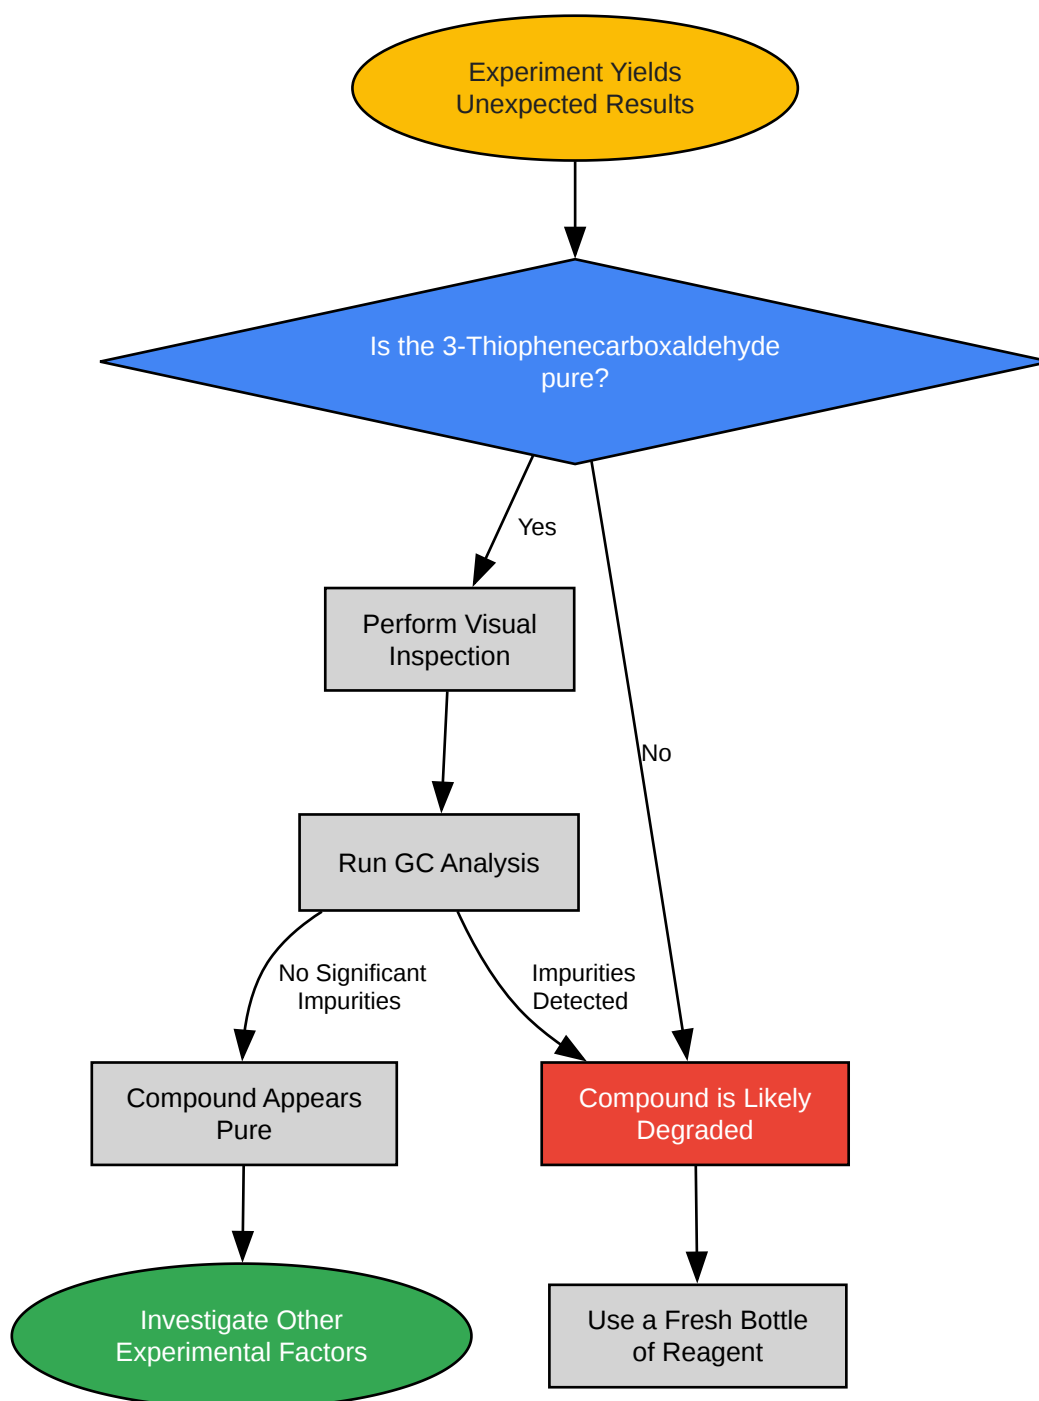 Experiment Yields
Unexpected Results
Is the 3-Thiophenecarboxaldehyde
pure?
Yes
Perform Visual
Inspection
No
Run GC Analysis
No Significant
Impurities
Impurities
Detected
Compound Appears
Pure
Compound is Likely
Degraded
Investigate Other
Experimental Factors
Use a Fresh Bottle
of Reagent